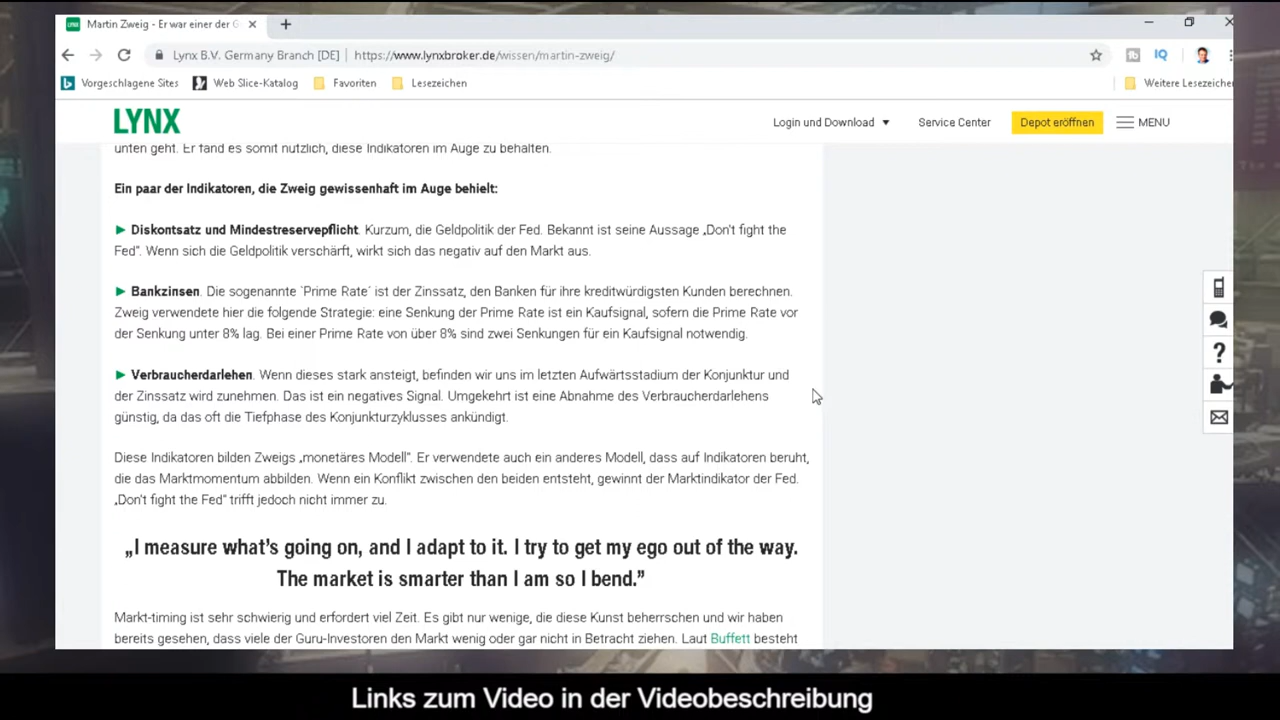 Martin Zweig - Er war einer der G
Lynx B.V. Germany Branch [DE] | https://www.lynxbroker.de/wissen/martin-zweig/
Vorgeschlagene Sites Web Slice-Katalog Favoriten Lesezeichen Weitere Lesezeichen
LYNX Login und Download Service Center Depot eröffnen MENU
unten geht. Er fand es somit nützlich, diese Indikatoren im Auge zu behalten.
Ein paar der Indikatoren, die Zweig gewissenhaft im Auge behielt:
► Diskontsatz und Mindestreservepflicht. Kurzum, die Geldpolitik der Fed. Bekannt ist seine Aussage „Don't fight the
Fed". Wenn sich die Geldpolitik verschärft, wirkt sich das negativ auf den Markt aus.
► Bankzinsen. Die sogenannte `Prime Rate´ ist der Zinssatz, den Banken für ihre kreditwürdigsten Kunden berechnen.
Zweig verwendete hier die folgende Strategie: eine Senkung der Prime Rate ist ein Kaufsignal, sofern die Prime Rate vor
der Senkung unter 8% lag. Bei einer Prime Rate von über 8% sind zwei Senkungen für ein Kaufsignal notwendig.
► Verbraucherdarlehen. Wenn dieses stark ansteigt, befinden wir uns im letzten Aufwärtsstadium der Konjunktur und
der Zinssatz wird zunehmen. Das ist ein negatives Signal. Umgekehrt ist eine Abnahme des Verbraucherdarlehens
günstig, da das oft die Tiefphase des Konjunkturzyklusses ankündigt.
Diese Indikatoren bilden Zweigs „monetäres Modell". Er verwendete auch ein anderes Modell, dass auf Indikatoren beruht,
die das Marktmomentum abbilden. Wenn ein Konflikt zwischen den beiden entsteht, gewinnt der Marktindikator der Fed.
„Don't fight the Fed" trifft jedoch nicht immer zu.
„I measure what's going on, and I adapt to it. I try to get my ego out of the way.
The market is smarter than I am so I bend."
Markt-timing ist sehr schwierig und erfordert viel Zeit. Es gibt nur wenige, die diese Kunst beherrschen und wir haben
bereits gesehen, dass viele der Guru-Investoren den Markt wenig oder gar nicht in Betracht ziehen. Laut Buffett besteht
Links zum Video in der Videobeschreibung